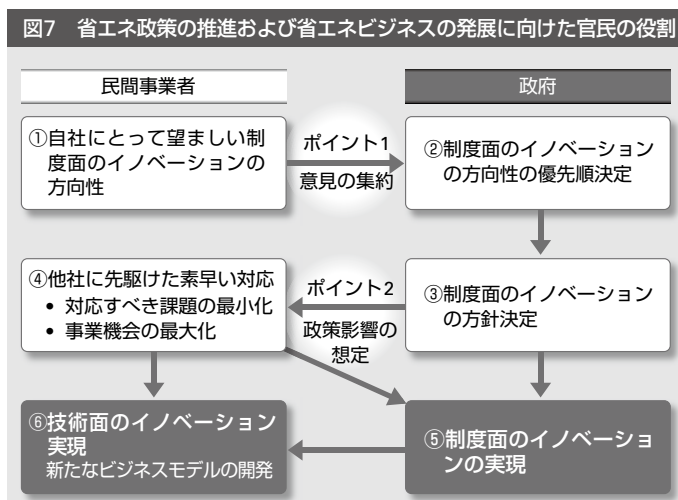 図7 省エネ政策の推進および省エネビジネスの発展に向けた官民の役割
民間事業者
政府
①自社にとって望ましい制
度面のイノベーションの
方向性
ポイント1
意見の集約
②制度面のイノベーション
の方向性の優先順決定
④他社に先駆けた素早い対応
• 対応すべき課題の最小化
• 事業機会の最大化
ポイント2
政策影響の
想定
③制度面のイノベーション
の方針決定
⑥技術面のイノベーション
実現
新たなビジネスモデルの開発
⑤制度面のイノベーショ
ンの実現